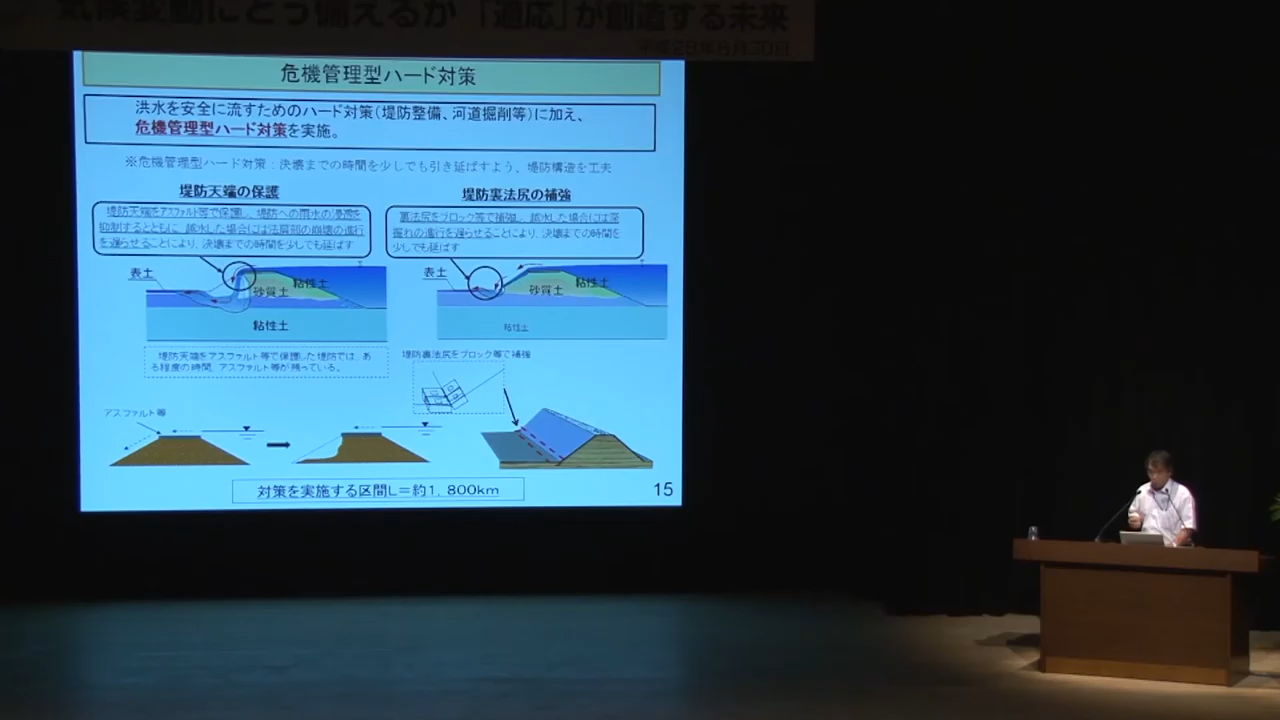 気候変動にどう備えるか 「適応」が創造する未来
危機管理型ハード対策
洪水を安全に流すためのハード対策(堤防整備、河道掘削等)に加え、
危機管理型ハード対策を実施。
※危機管理型ハード対策:決壊までの時間を少しでも引き延ばすよう、堤防構造を工夫
堤防天端の保護
堤防天端をアスファルト等で保護し、堤防への雨水の浸透を
抑制するとともに、越水した場合には法肩部の崩壊の進行
を遅らせることにより、決壊までの時間を少しでも延ばす
表土
砂質土
粘性土
粘性土
堤防天端をアスファルト等で保護した堤防では、あ
る程度の時間、アスファルト等が残っている。
アスファルト等
堤防裏法尻の補強
裏法尻をブロック等で補強し、越水した場合には深
掘れの進行を遅らせることにより、決壊までの時間を
少しでも延ばす
表土
砂質土
粘性土
粘性土
堤防裏法尻をブロック等で補強
対策を実施する区間L=約1,800km
15